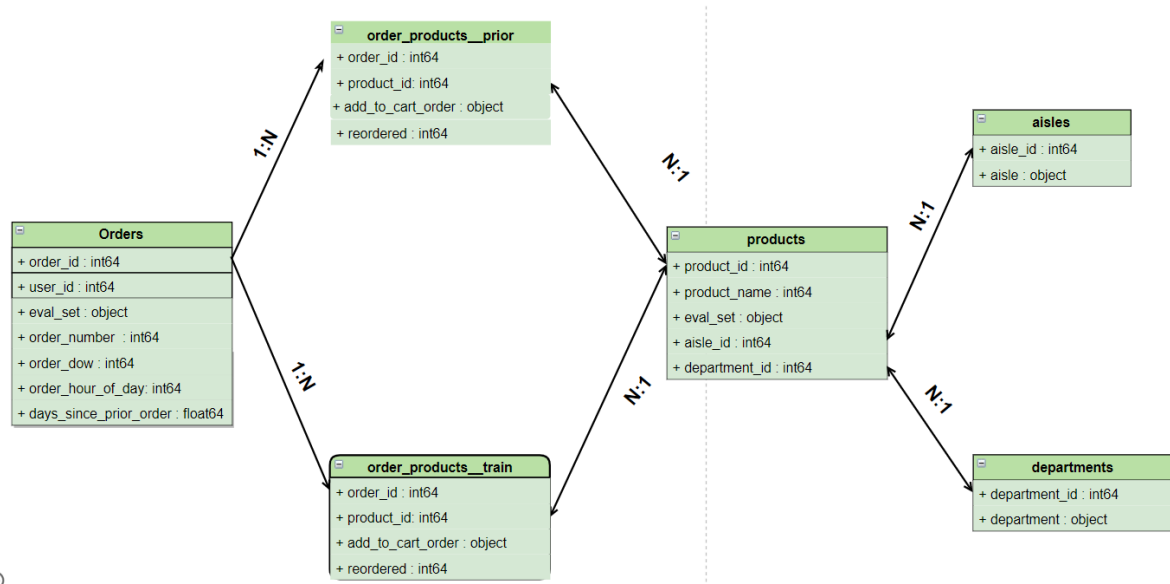 order_products__prior
+ order_id : int64
+ product_id: int64
+ add_to_cart_order : object
+ reordered : int64
1:N
N:1
aisles
+ aisle_id : int64
+ aisle : object
N:1
Orders
+ order_id : int64
+ user_id : int64
+ eval_set : object
+ order_number : int64
+ order_dow : int64
+ order_hour_of_day: int64
+ days_since_prior_order : float64
products
+ product_id : int64
+ product_name : int64
+ eval_set : object
+ aisle_id : int64
+ department_id : int64
1:N
N:1
N:1
order_products__train
+ order_id : int64
+ product_id: int64
+ add_to_cart_order : object
+ reordered : int64
departments
+ department_id : int64
+ department : object